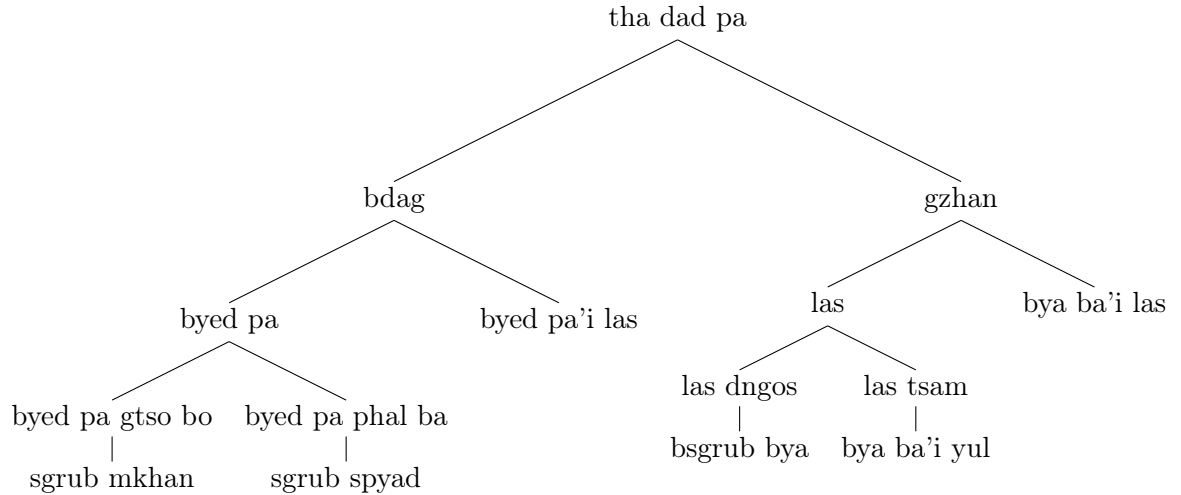 tha dad pa
bdag
gzhan
byed pa
byed pa'i las
las
bya ba'i las
byed pa gtso bo
byed pa phal ba
las dngos
las tsam
sgrub mkhan
sgrub spyad
bsgrub bya
bya ba'i yul